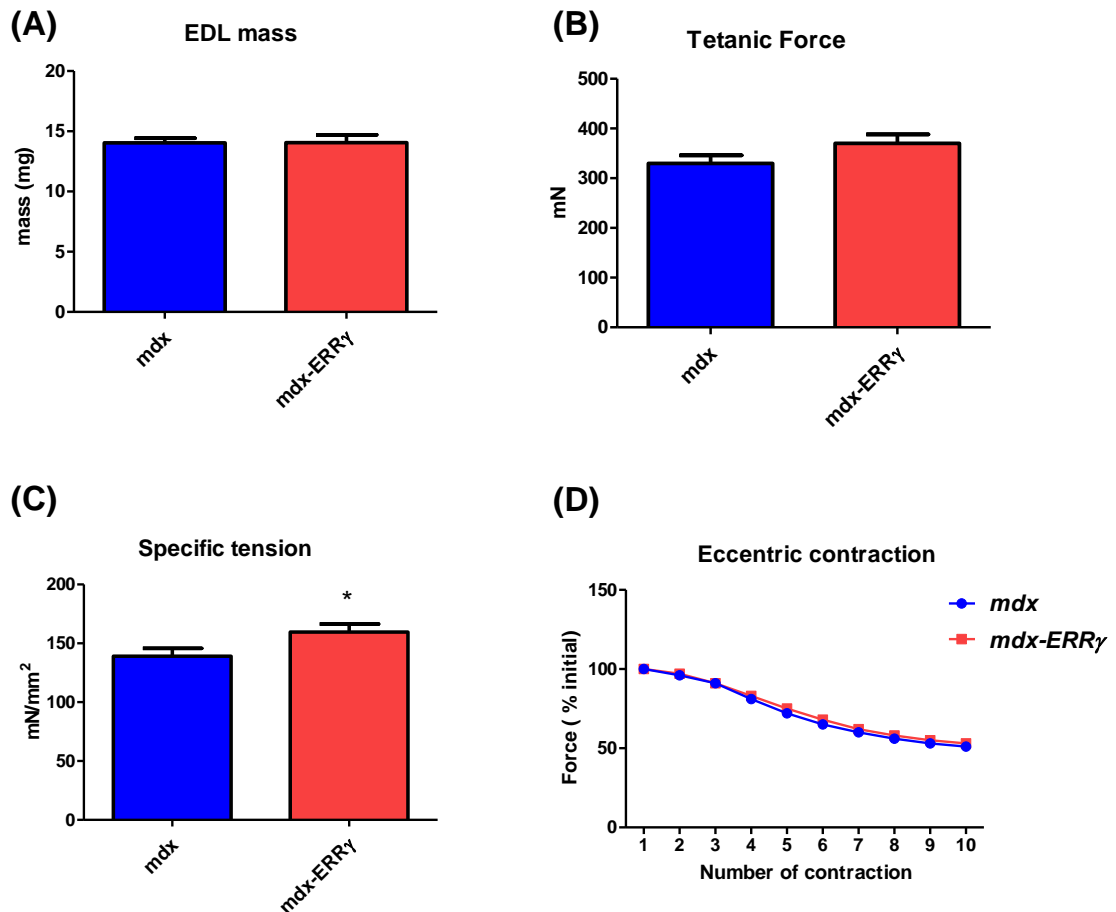 (A)
EDL mass
20
15
10
5
0
mass (mg)
mdx
mdx-ERRγ
(B)
Tetanic Force
500
400
300
200
100
0
mN
mdx
mdx-ERRγ
(C)
Specific tension
200
150
100
50
0
mN/mm²
*
mdx
mdx-ERRγ
(D)
Eccentric contraction
150
100
50
0
Force ( % initial)
mdx
mdx-ERRγ
1 2 3 4 5 6 7 8 9 10
Number of contraction